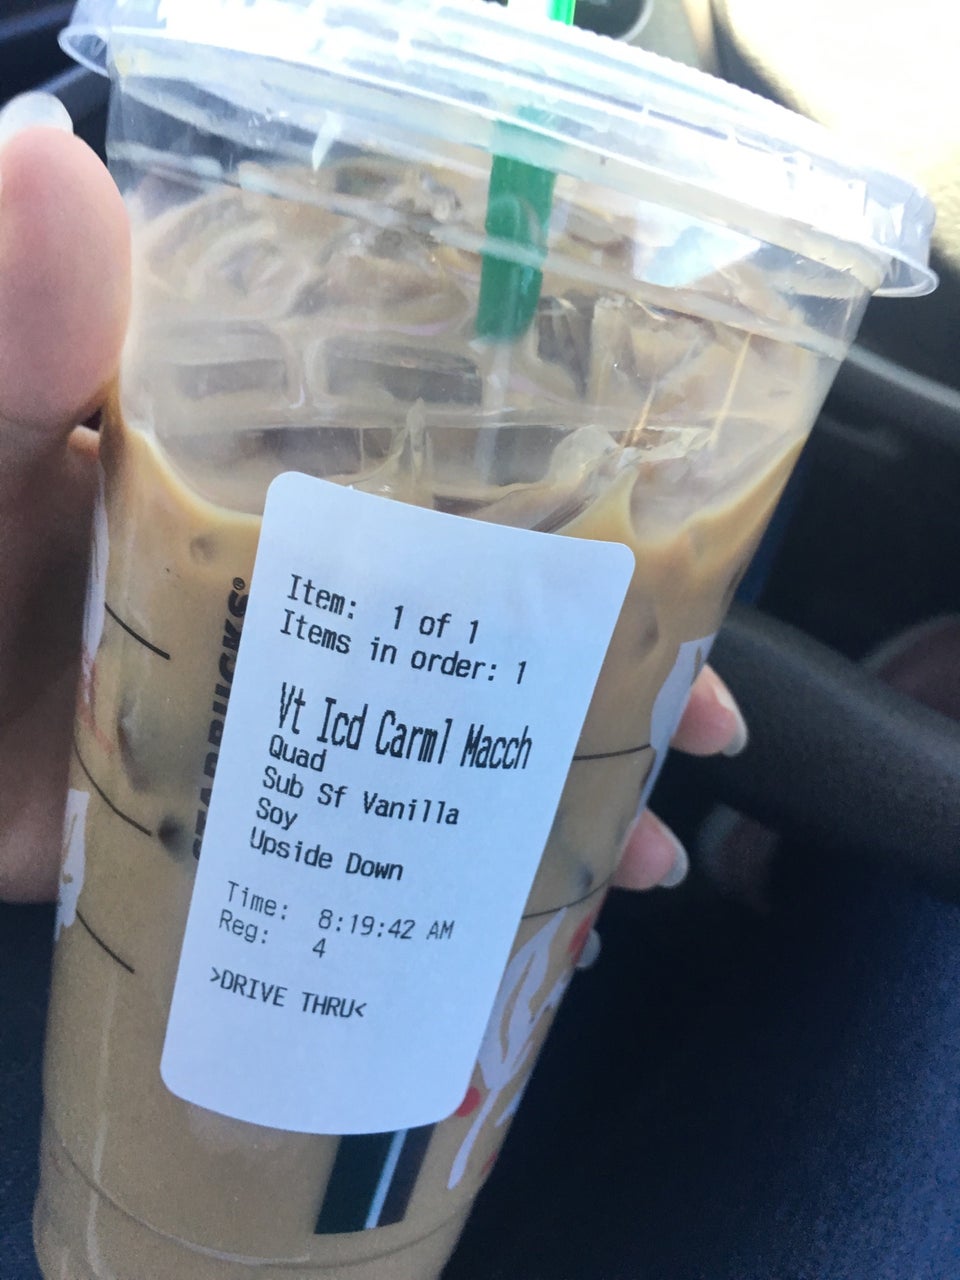 Item: 1 of 1
Items in order: 1
Vt Icd Carml Macch
Quad
Sub Sf Vanilla
Soy
Upside Down
Time: 8:19:42 AM
Reg: 4
>DRIVE THRU<
STARBUCKS®